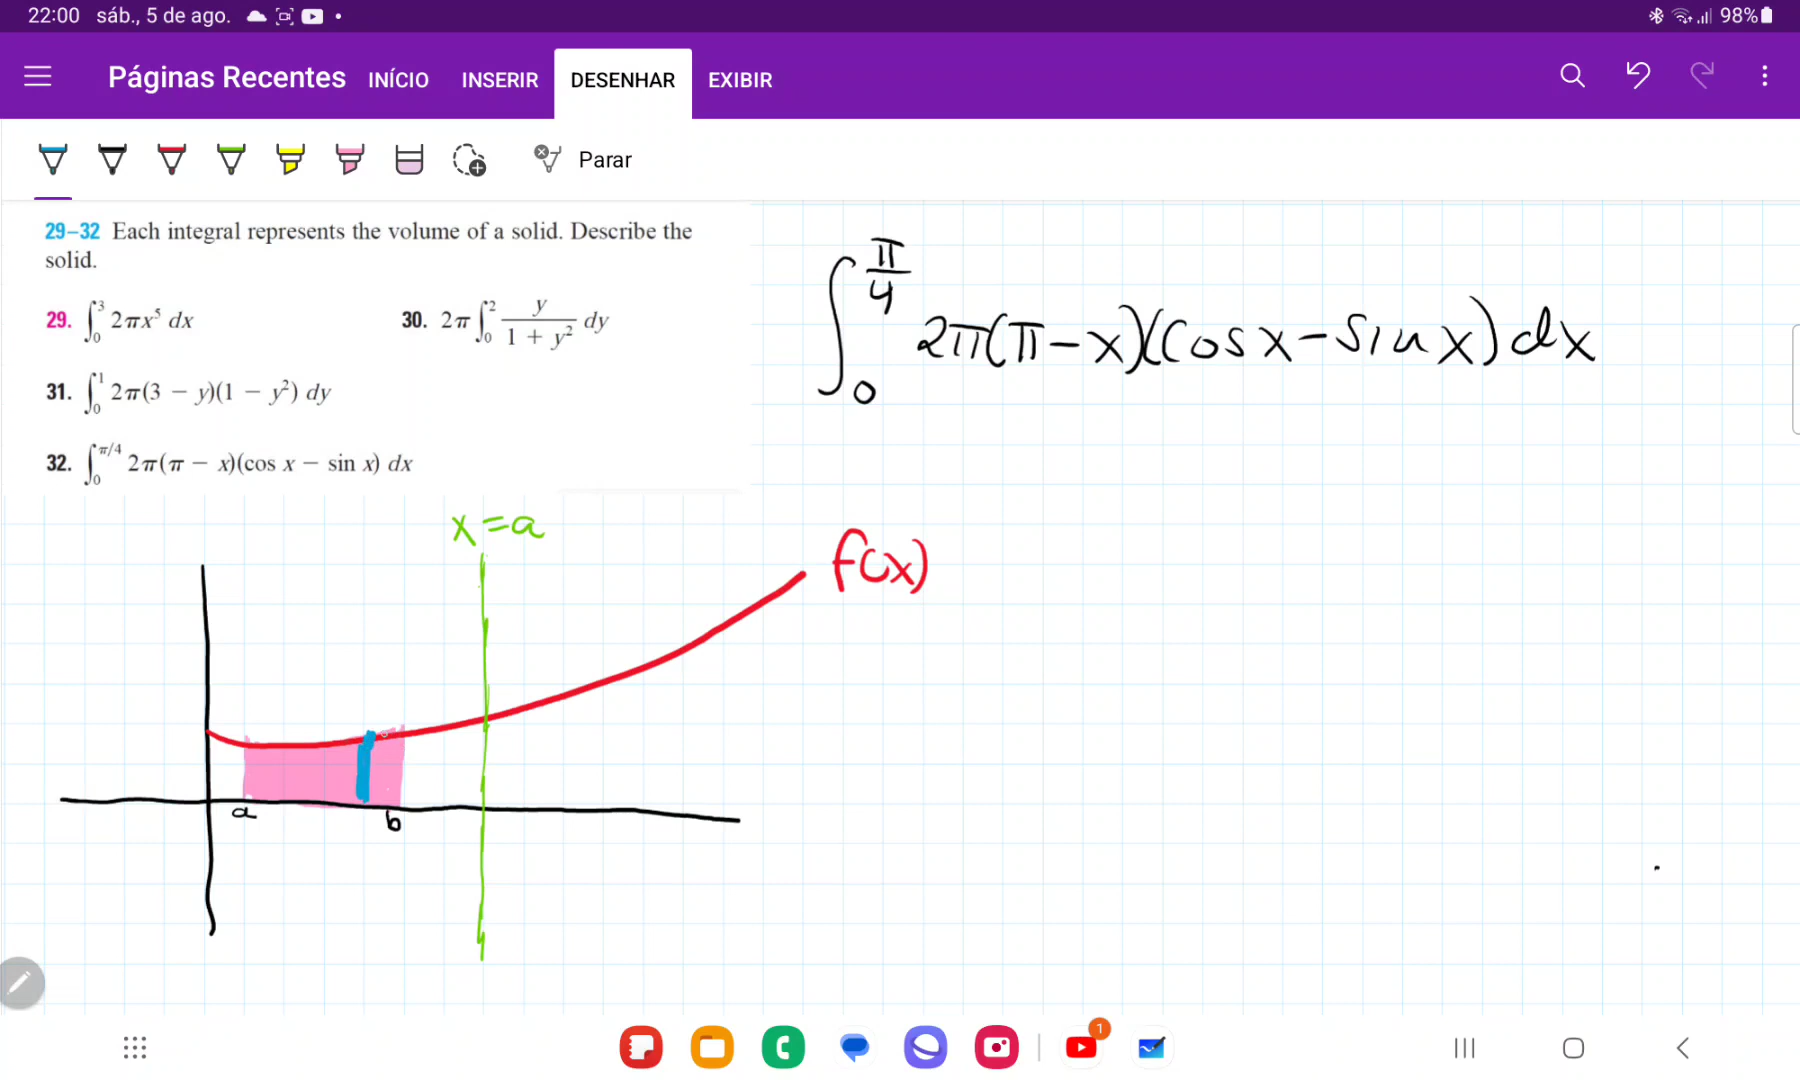 22:00 sáb., 5 de ago. 98%
Páginas Recentes INÍCIO INSERIR DESENHAR EXIBIR
Parar
29–32 Each integral represents the volume of a solid. Describe the
solid.
29. ∫₀³ 2πx⁵ dx
30. 2π ∫₀² y/(1 + y²) dy
31. ∫₀¹ 2π(3 − y)(1 − y²) dy
32. ∫₀^(π/4) 2π(π − x)(cos x − sin x) dx
∫₀^(π/4) 2π(π−x)(cos x−sin x) dx
x=a
f(x)
a
b
1